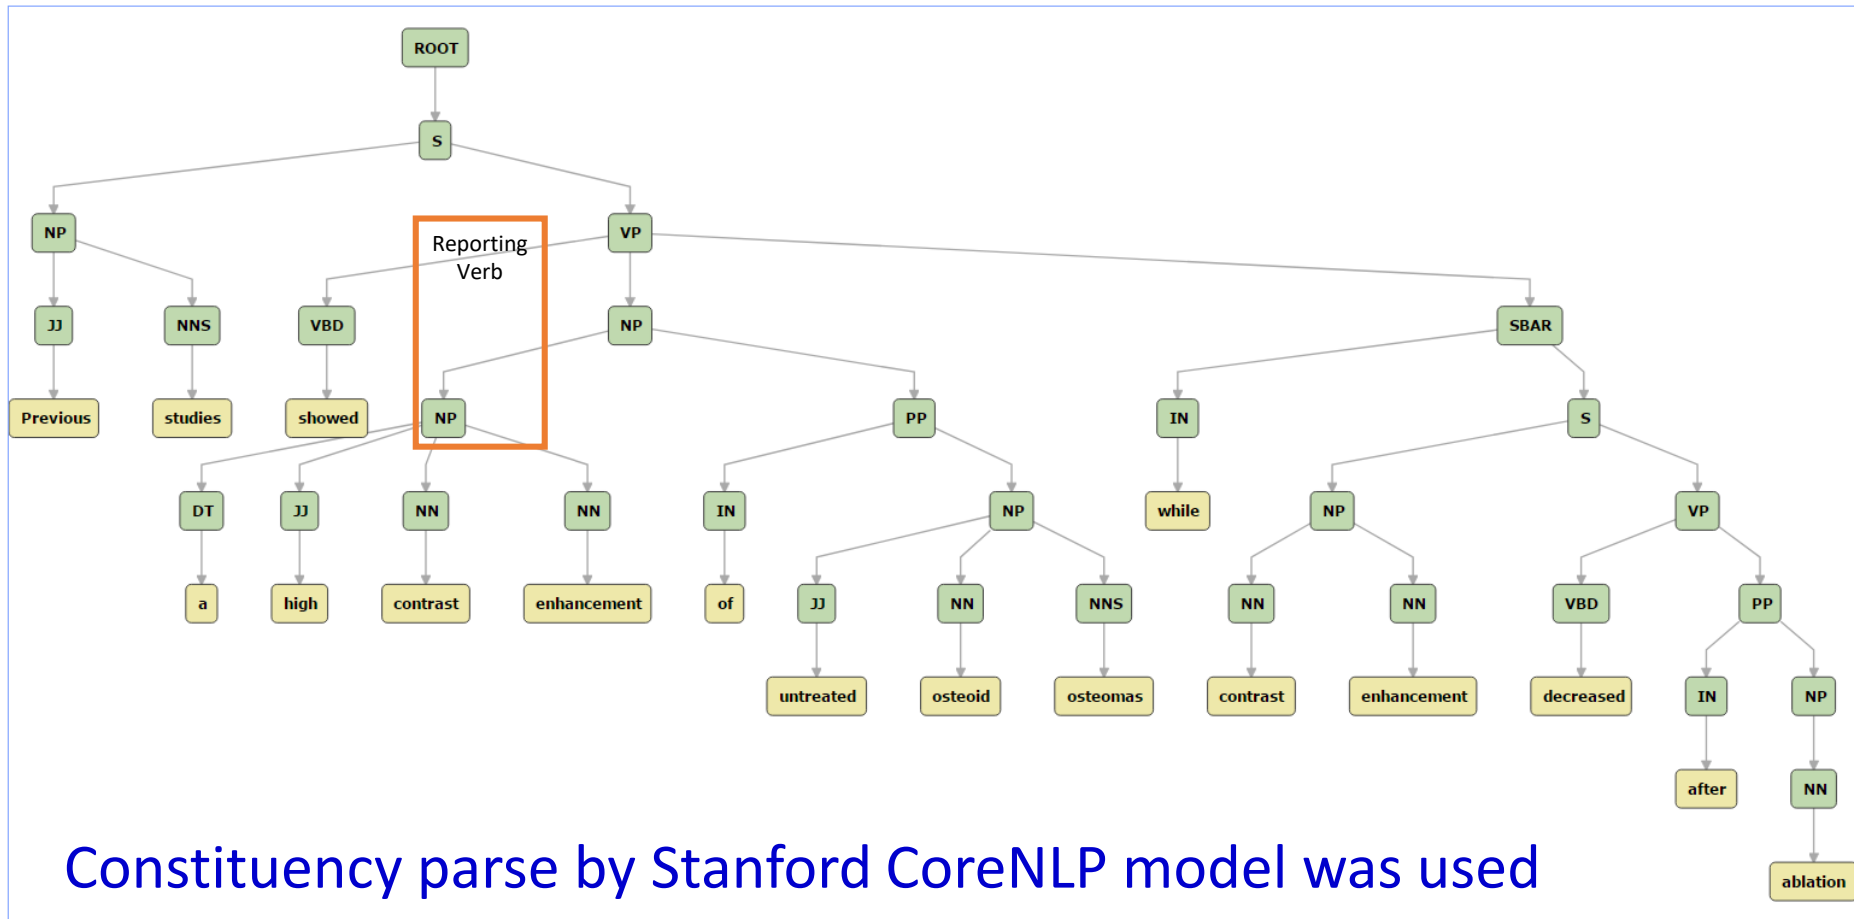 ROOT
S
NP
Reporting
Verb
VP
JJ
NNS
VBD
NP
SBAR
Previous
studies
showed
NP
PP
IN
S
DT
JJ
NN
NN
IN
NP
while
NP
VP
a
high
contrast
enhancement
of
JJ
NN
NNS
NN
NN
VBD
PP
untreated
osteoid
osteomas
contrast
enhancement
decreased
IN
NP
after
NN
Constituency parse by Stanford CoreNLP model was used
ablation